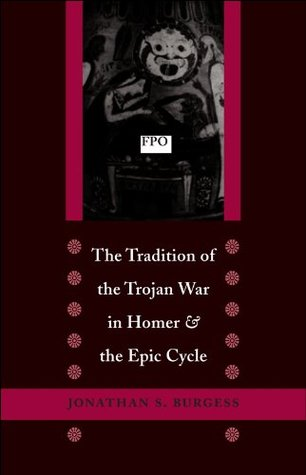 FPO
The Tradition of
the Trojan War
in Homer &
the Epic Cycle
JONATHAN S. BURGESS